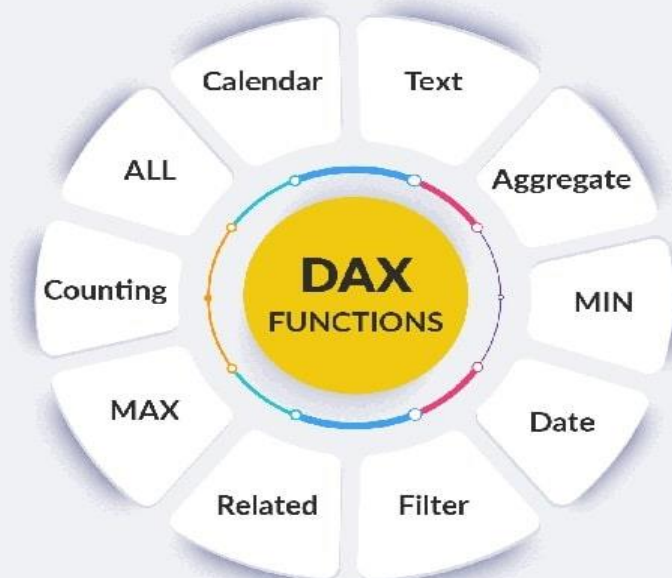 Calendar
Text
ALL
Aggregate
Counting
DAX
FUNCTIONS
MIN
MAX
Date
Related
Filter